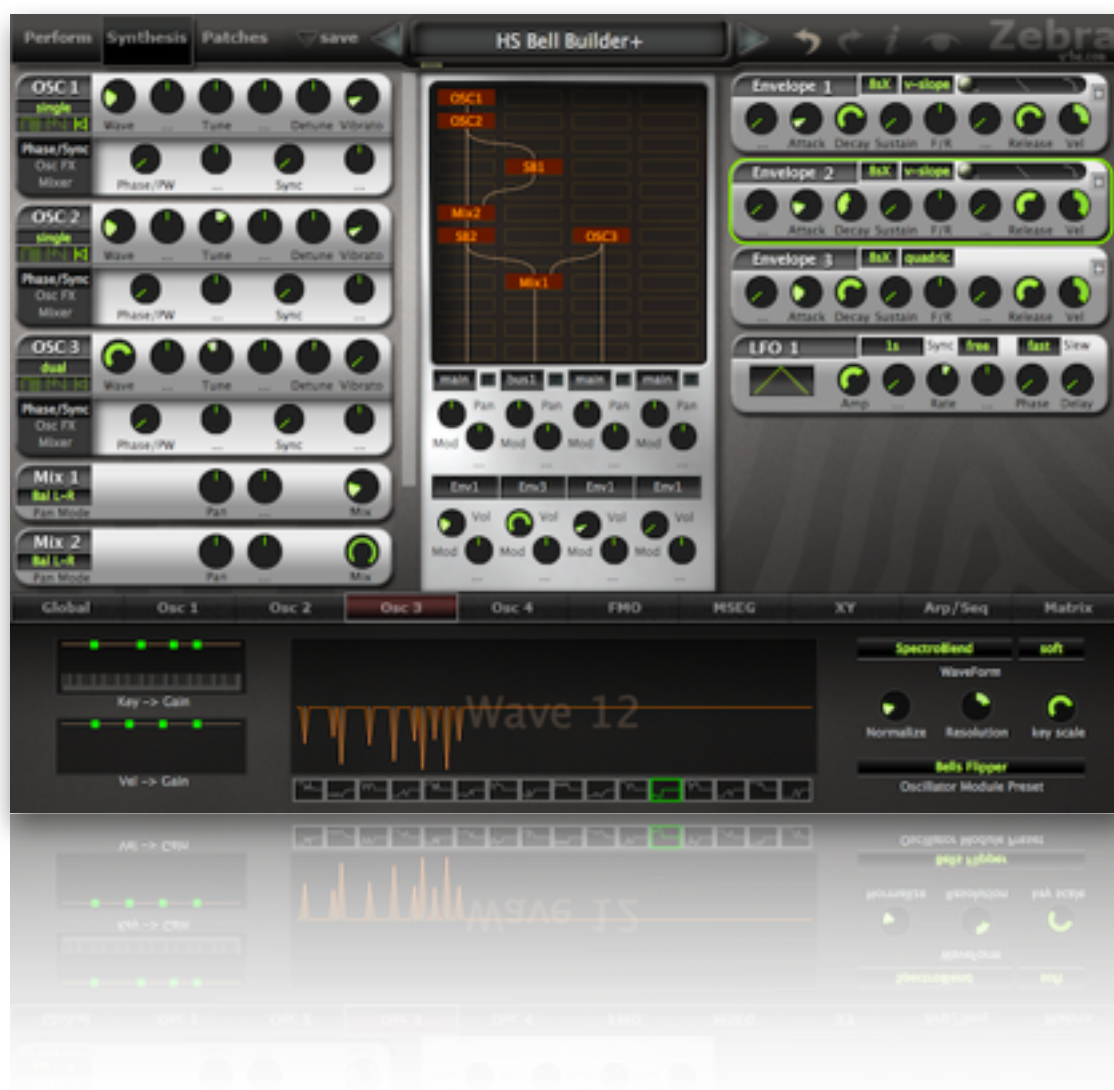 Perform Synthesis Patches save HS Bell Builder+ Zebra
u-he.com
OSC 1
single
Wave ... Tune ... Detune Vibrato
Phase/Sync
Osc FX
Mixer
Phase/PW ... Sync ...
OSC 2
single
Wave ... Tune ... Detune Vibrato
Phase/Sync
Osc FX
Mixer
Phase/PW ... Sync ...
OSC 3
dual
Wave ... Tune ... Detune Vibrato
Phase/Sync
Osc FX
Mixer
Phase/PW ... Sync ...
Mix 1
Bal L-R
Pan Mode Pan ... Mix
Mix 2
Bal L-R
Pan Mode Pan ... Mix
OSC1
OSC2
SB1
Mix2
SB2 OSC3
Mix1
main bus1 main main
Pan Pan Pan Pan
Mod Mod Mod Mod
... ... ... ...
Env1 Env3 Env1 Env1
Vol Vol Vol Vol
Mod Mod Mod Mod
... ... ... ...
Envelope 1 8sX v-slope
... Attack Decay Sustain F/R ... Release Vel
Envelope 2 8sX v-slope
... Attack Decay Sustain F/R ... Release Vel
Envelope 3 8sX quadric
... Attack Decay Sustain F/R ... Release Vel
LFO 1 1s Sync free fast Slew
Amp ... Rate ... Phase Delay
Global Osc 1 Osc 2 Osc 3 Osc 4 FMO MSEG XY Arp/Seq Matrix
Key -> Gain
Vel -> Gain
Wave 12
SpectroBlend soft
WaveForm
Normalize Resolution key scale
Bells Flipper
Oscillator Module Preset